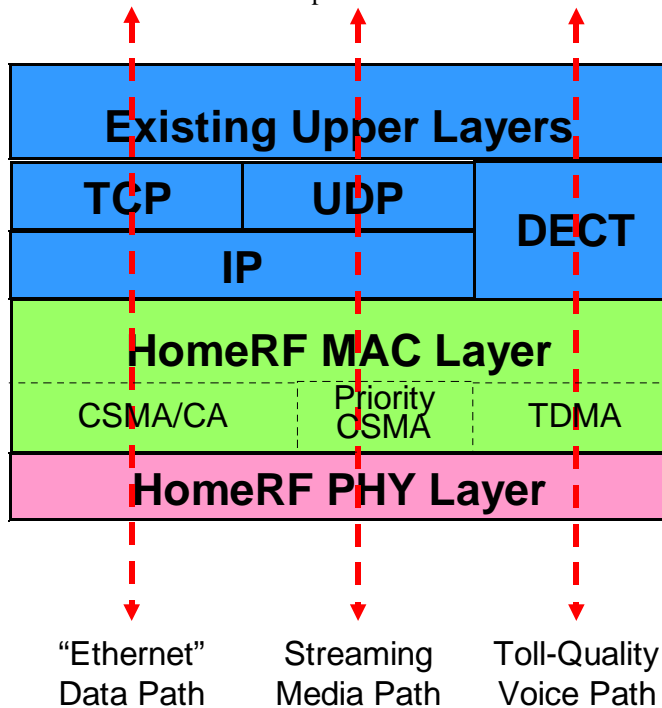 Existing Upper Layers
TCP
UDP
DECT
IP
HomeRF MAC Layer
CSMA/CA
Priority
CSMA
TDMA
HomeRF PHY Layer
“Ethernet”
Data Path
Streaming
Media Path
Toll-Quality
Voice Path